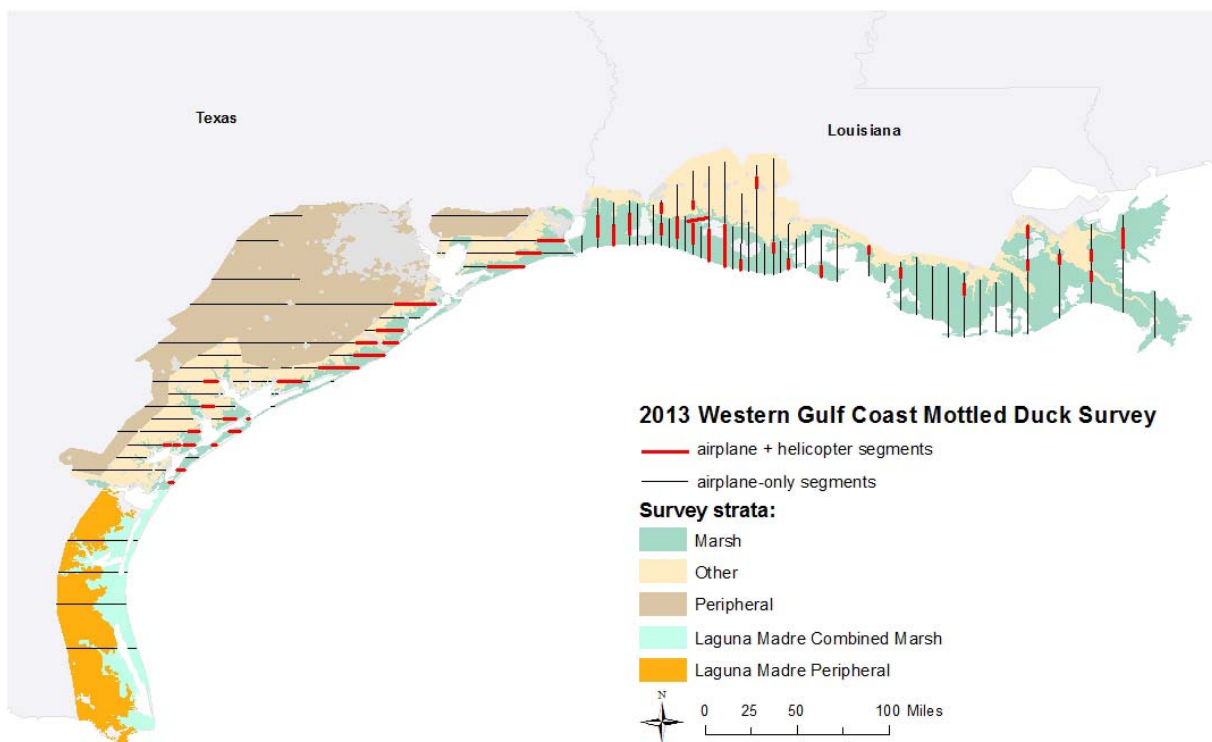 Texas
Louisiana
2013 Western Gulf Coast Mottled Duck Survey
airplane + helicopter segments
airplane-only segments
Survey strata:
Marsh
Other
Peripheral
Laguna Madre Combined Marsh
Laguna Madre Peripheral
N
0 25 50 100 Miles